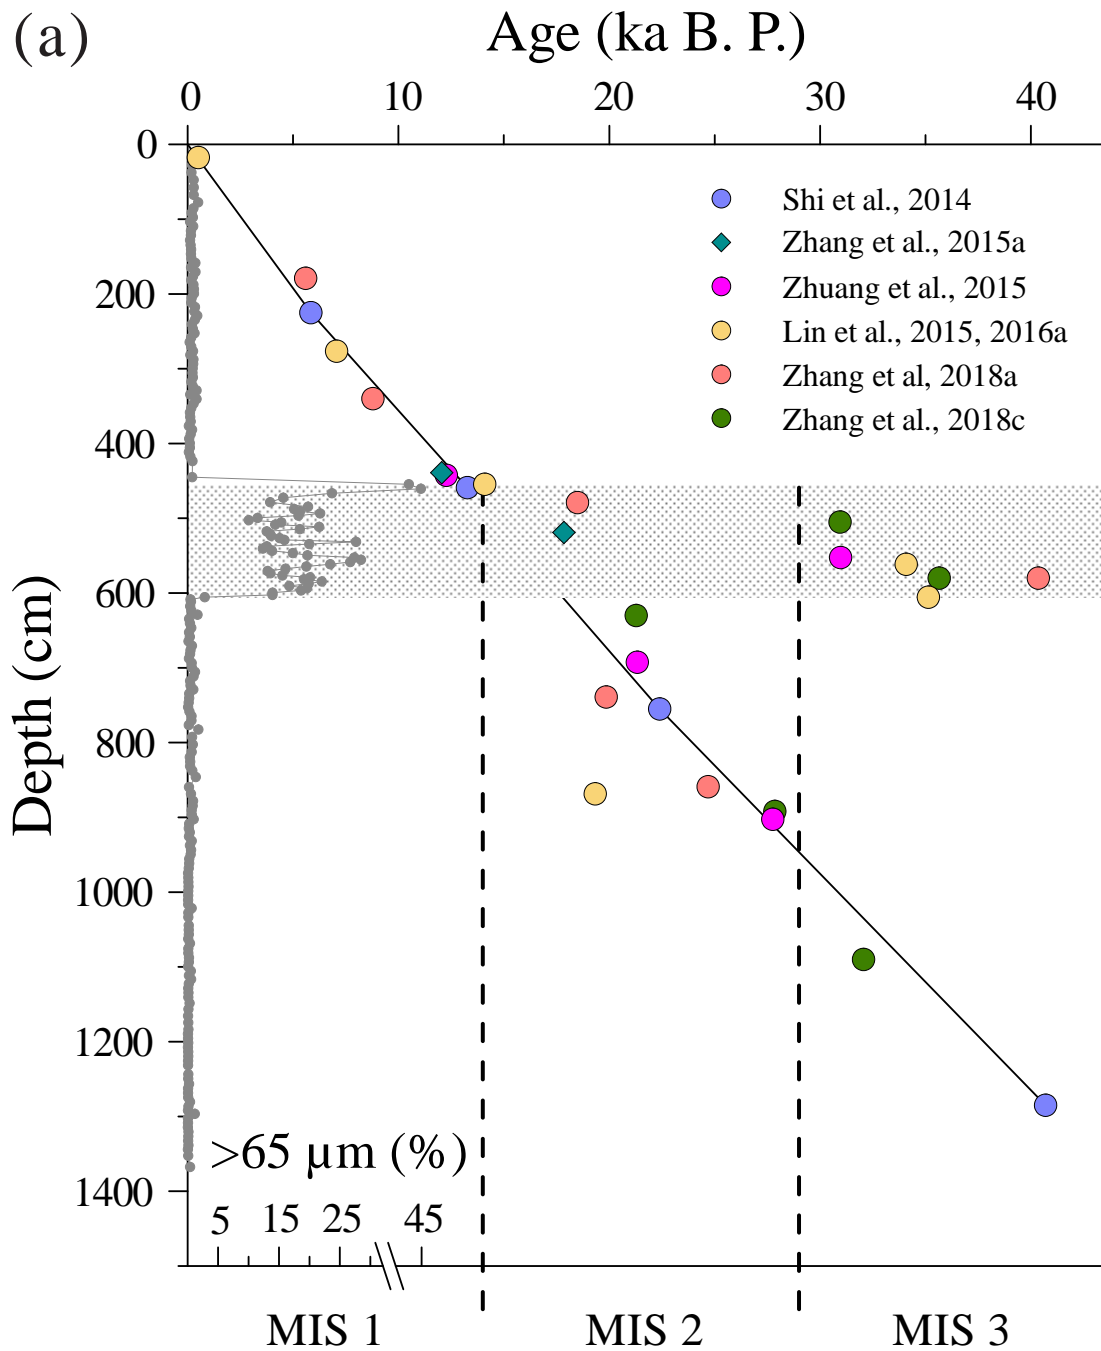 (a)
Age (ka B. P.)
0 10 20 30 40
Depth (cm)
0
200
400
600
800
1000
1200
1400
Shi et al., 2014
Zhang et al., 2015a
Zhuang et al., 2015
Lin et al., 2015, 2016a
Zhang et al, 2018a
Zhang et al., 2018c
>65 μm (%)
5 15 25 45
MIS 1 MIS 2 MIS 3